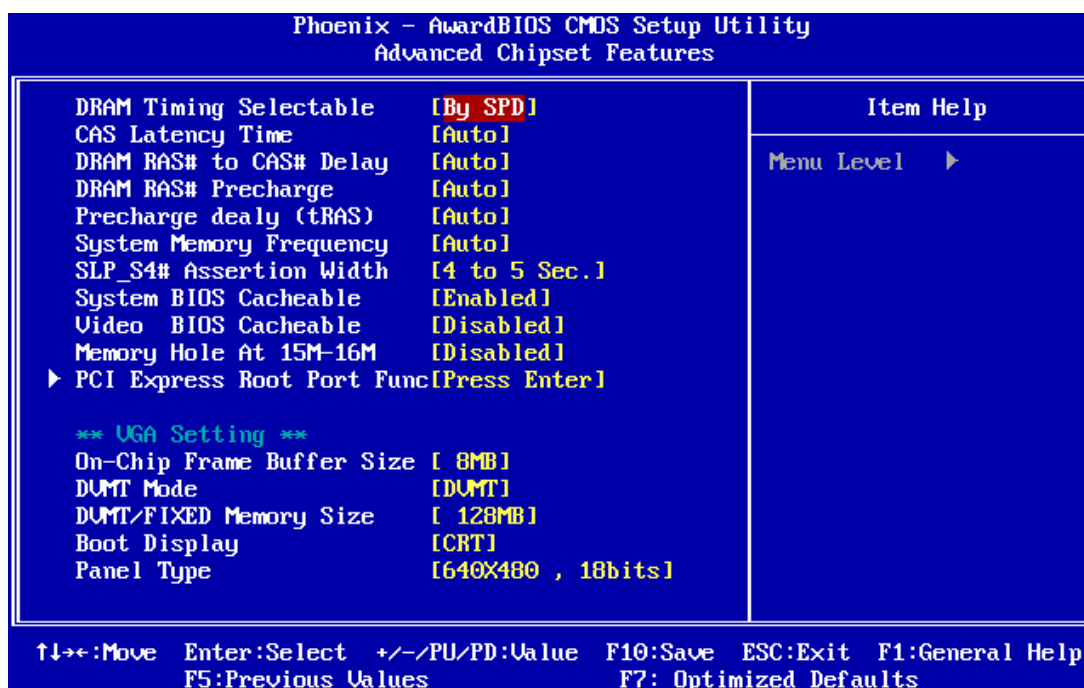 Phoenix - AwardBIOS CMOS Setup Utility
Advanced Chipset Features
DRAM Timing Selectable [By SPD]
CAS Latency Time [Auto]
DRAM RAS# to CAS# Delay [Auto]
DRAM RAS# Precharge [Auto]
Precharge dealy (tRAS) [Auto]
System Memory Frequency [Auto]
SLP_S4# Assertion Width [4 to 5 Sec.]
System BIOS Cacheable [Enabled]
Video BIOS Cacheable [Disabled]
Memory Hole At 15M-16M [Disabled]
▶ PCI Express Root Port Func[Press Enter]
** VGA Setting **
On-Chip Frame Buffer Size [ 8MB]
DVMT Mode [DVMT]
DVMT/FIXED Memory Size [ 128MB]
Boot Display [CRT]
Panel Type [640X480 , 18bits]
Item Help
Menu Level ▶
↑↓→←:Move Enter:Select +/-/PU/PD:Value F10:Save ESC:Exit F1:General Help
F5:Previous Values F7: Optimized Defaults